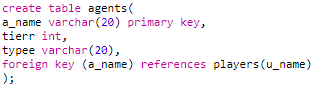 create table agents(
a_name varchar(20) primary key,
tierr int,
typee varchar(20),
foreign key (a_name) references players(u_name)
);